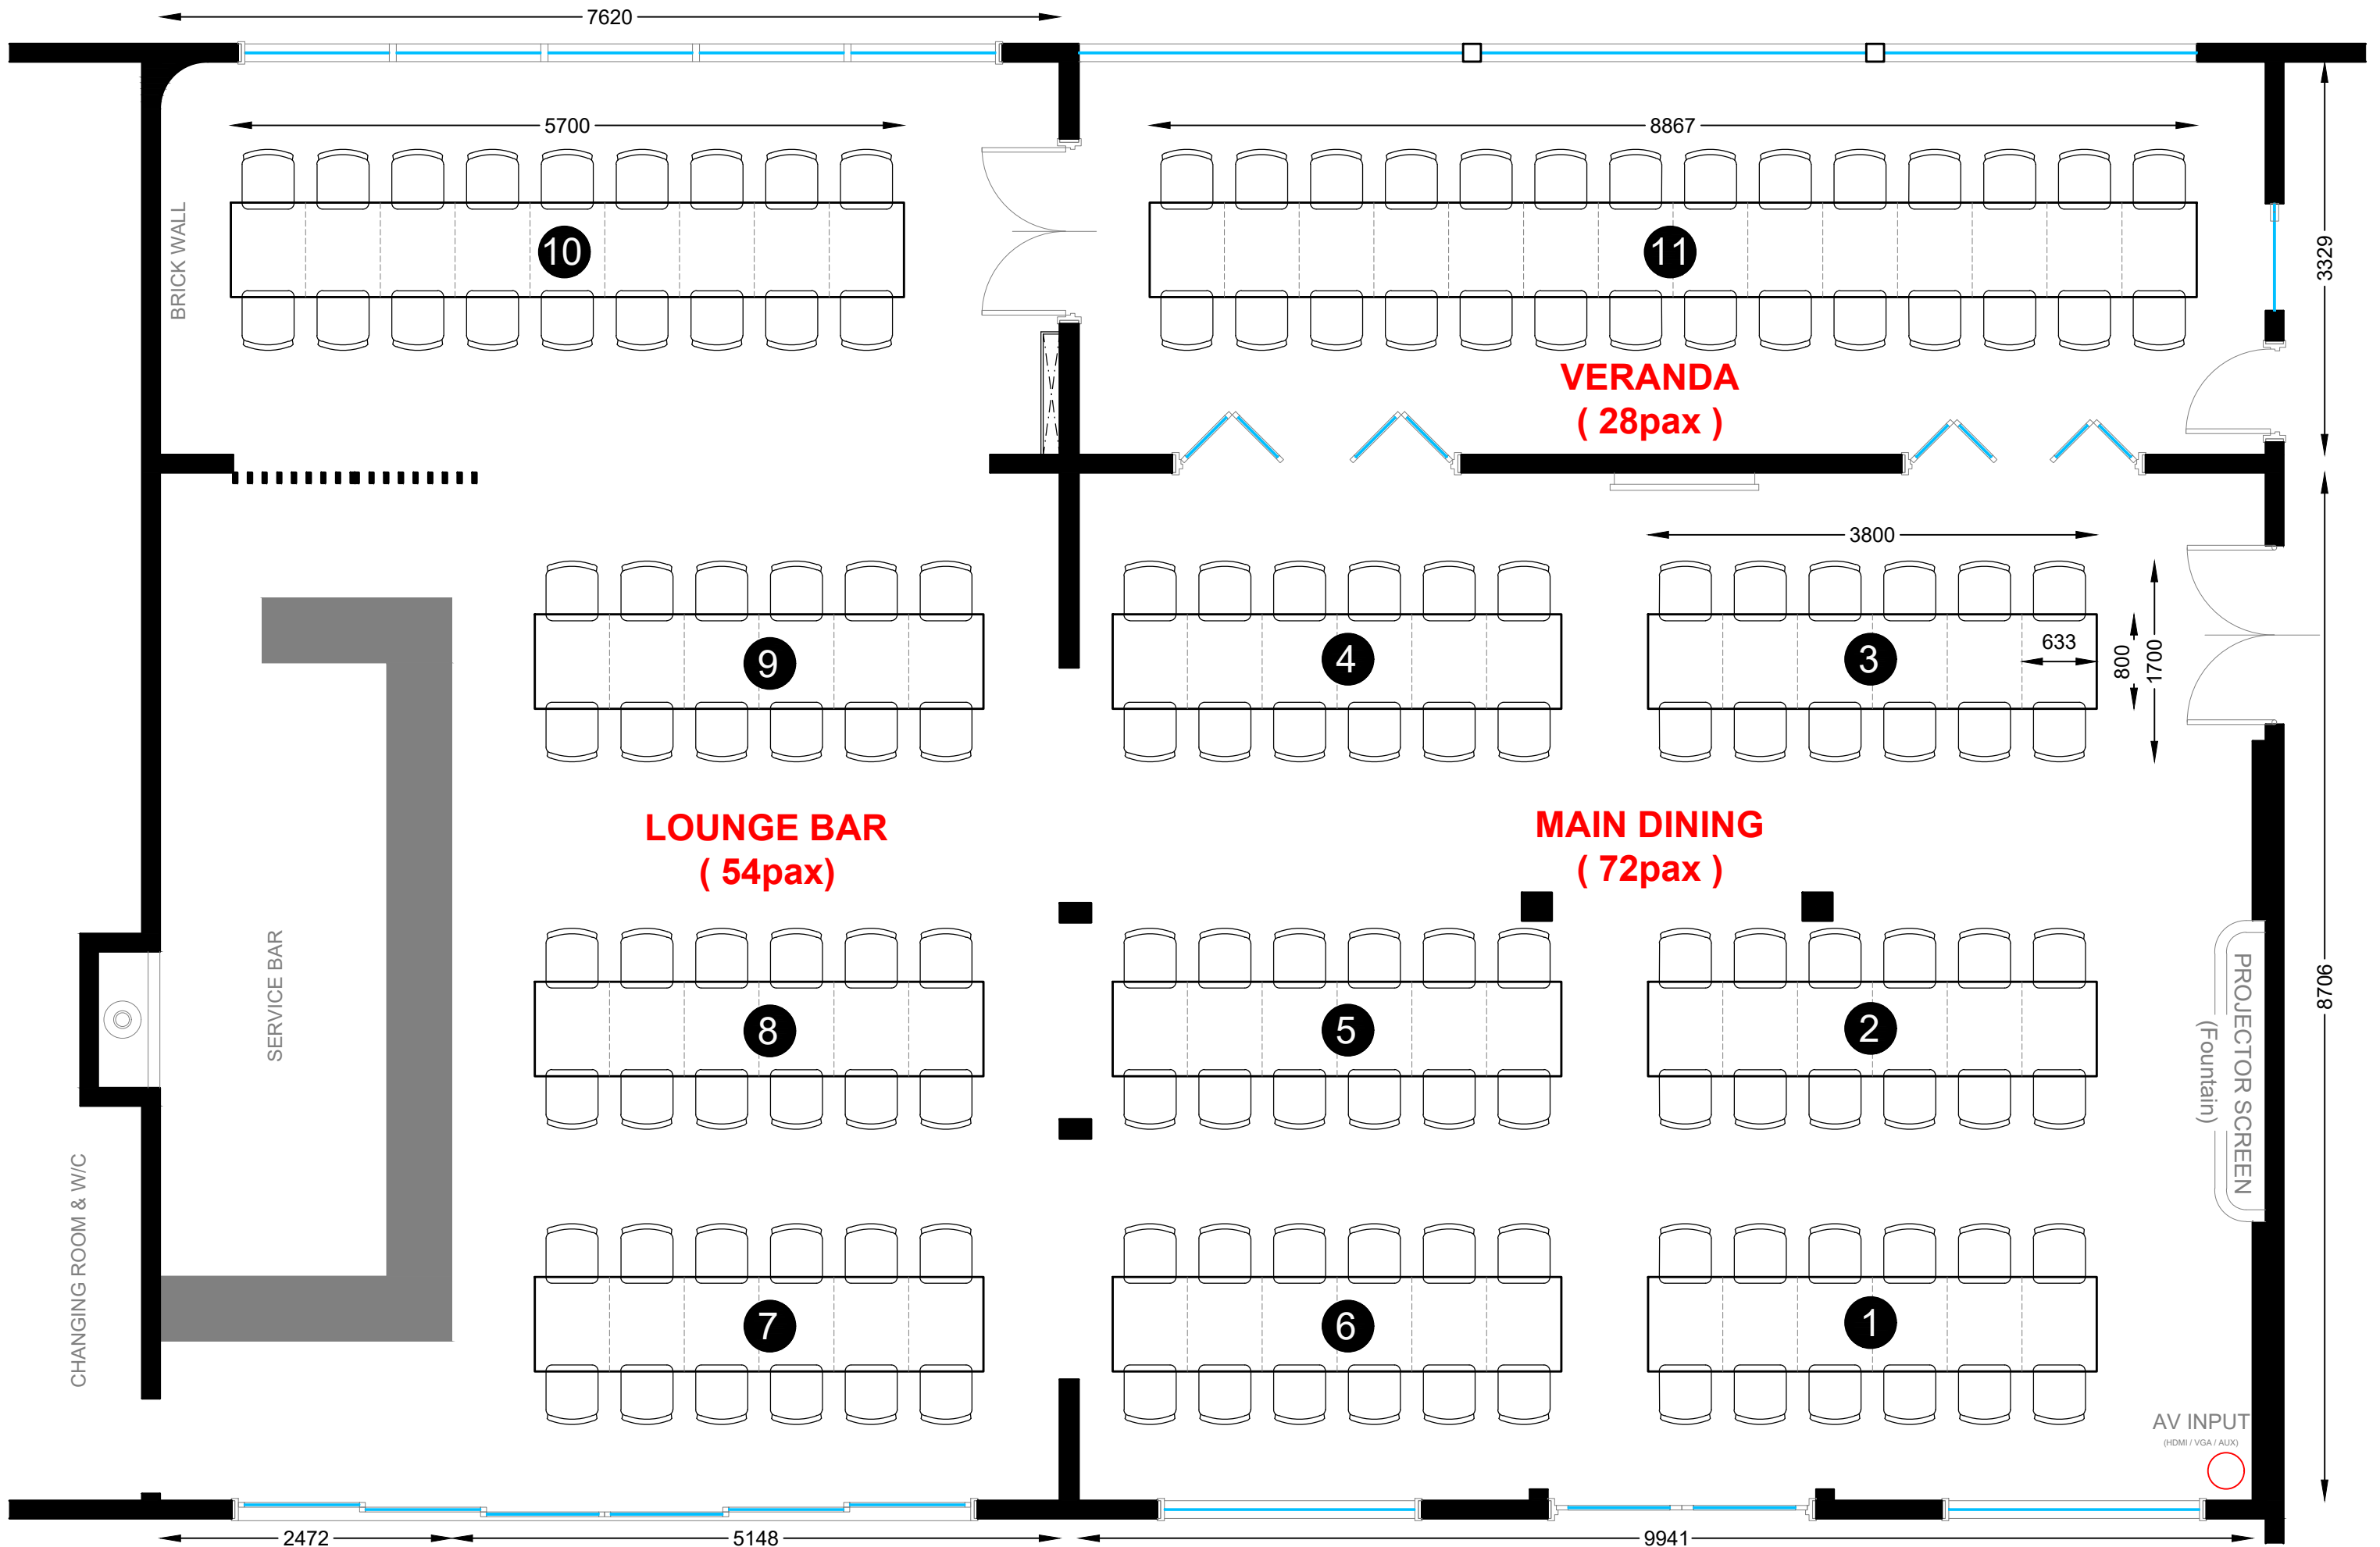 7620
5700
8867
BRICK WALL
10
11
3329
VERANDA
( 28pax )
3800
9
4
3
633
800
1700
LOUNGE BAR
( 54pax)
MAIN DINING
( 72pax )
SERVICE BAR
8
5
2
PROJECTOR SCREEN
(Fountain)
8706
CHANGING ROOM & W/C
7
6
1
AV INPUT
(HDMI / VGA / AUX)
2472
5148
9941